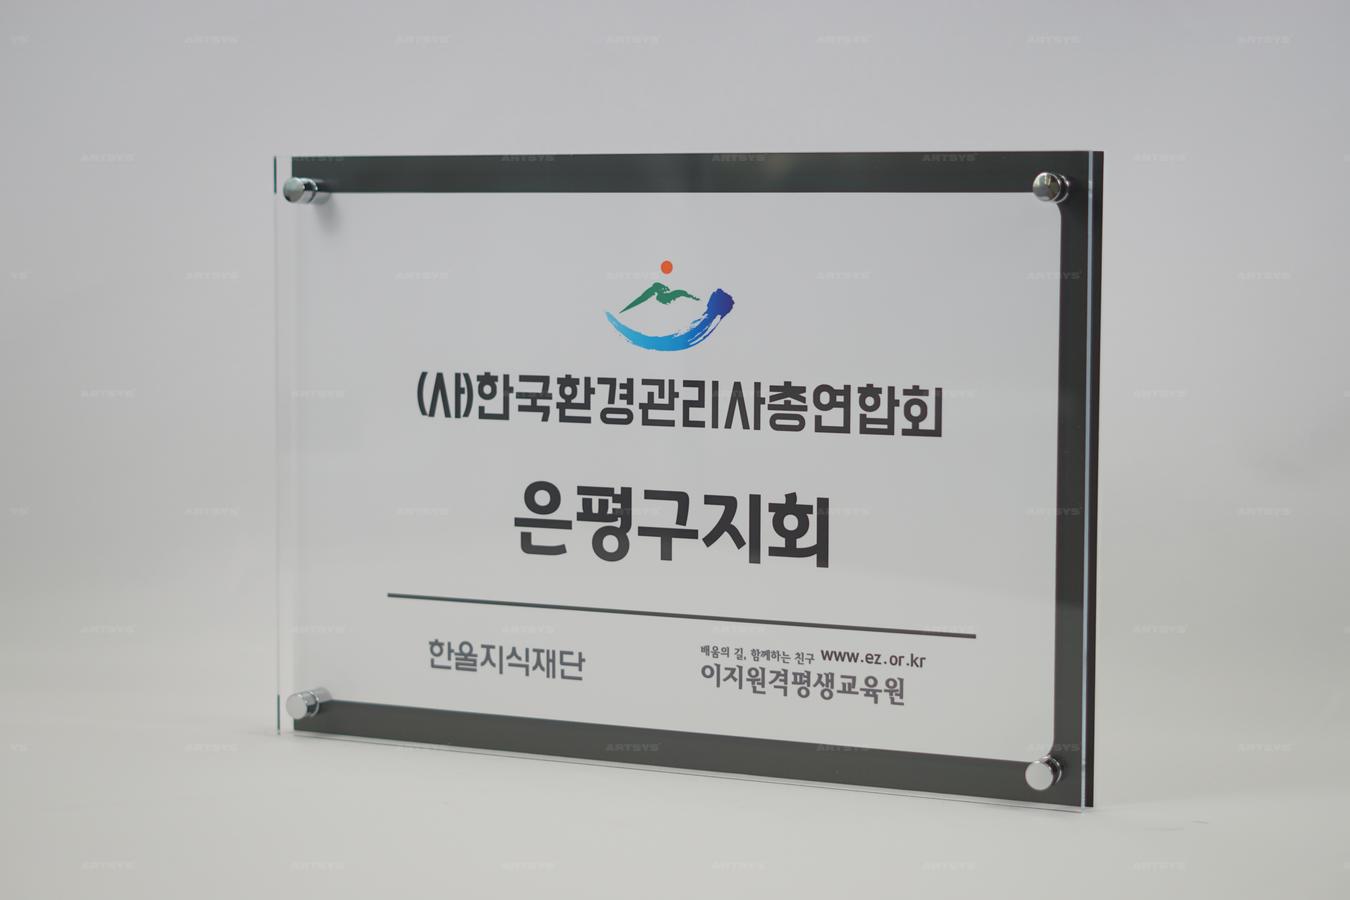 (사)한국환경관리사총연합회
은평구지회
한울지식재단
배움의 길, 함께하는 친구 www.ez.or.kr
이지원격평생교육원
ARTSYS